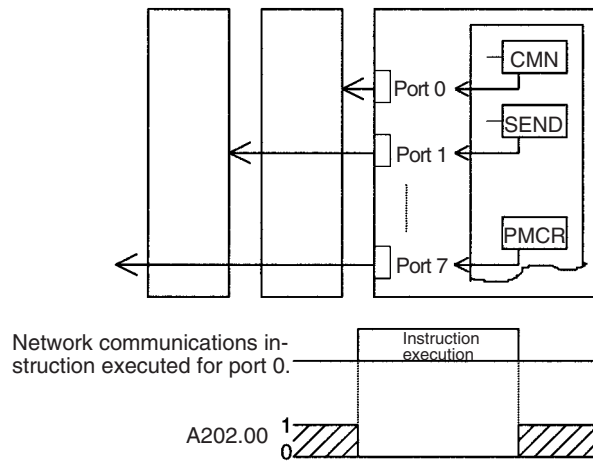 CMN
Port 0
SEND
Port 1
PMCR
Port 7
Network communications in-
struction executed for port 0.
Instruction
execution
A202.00
1
0